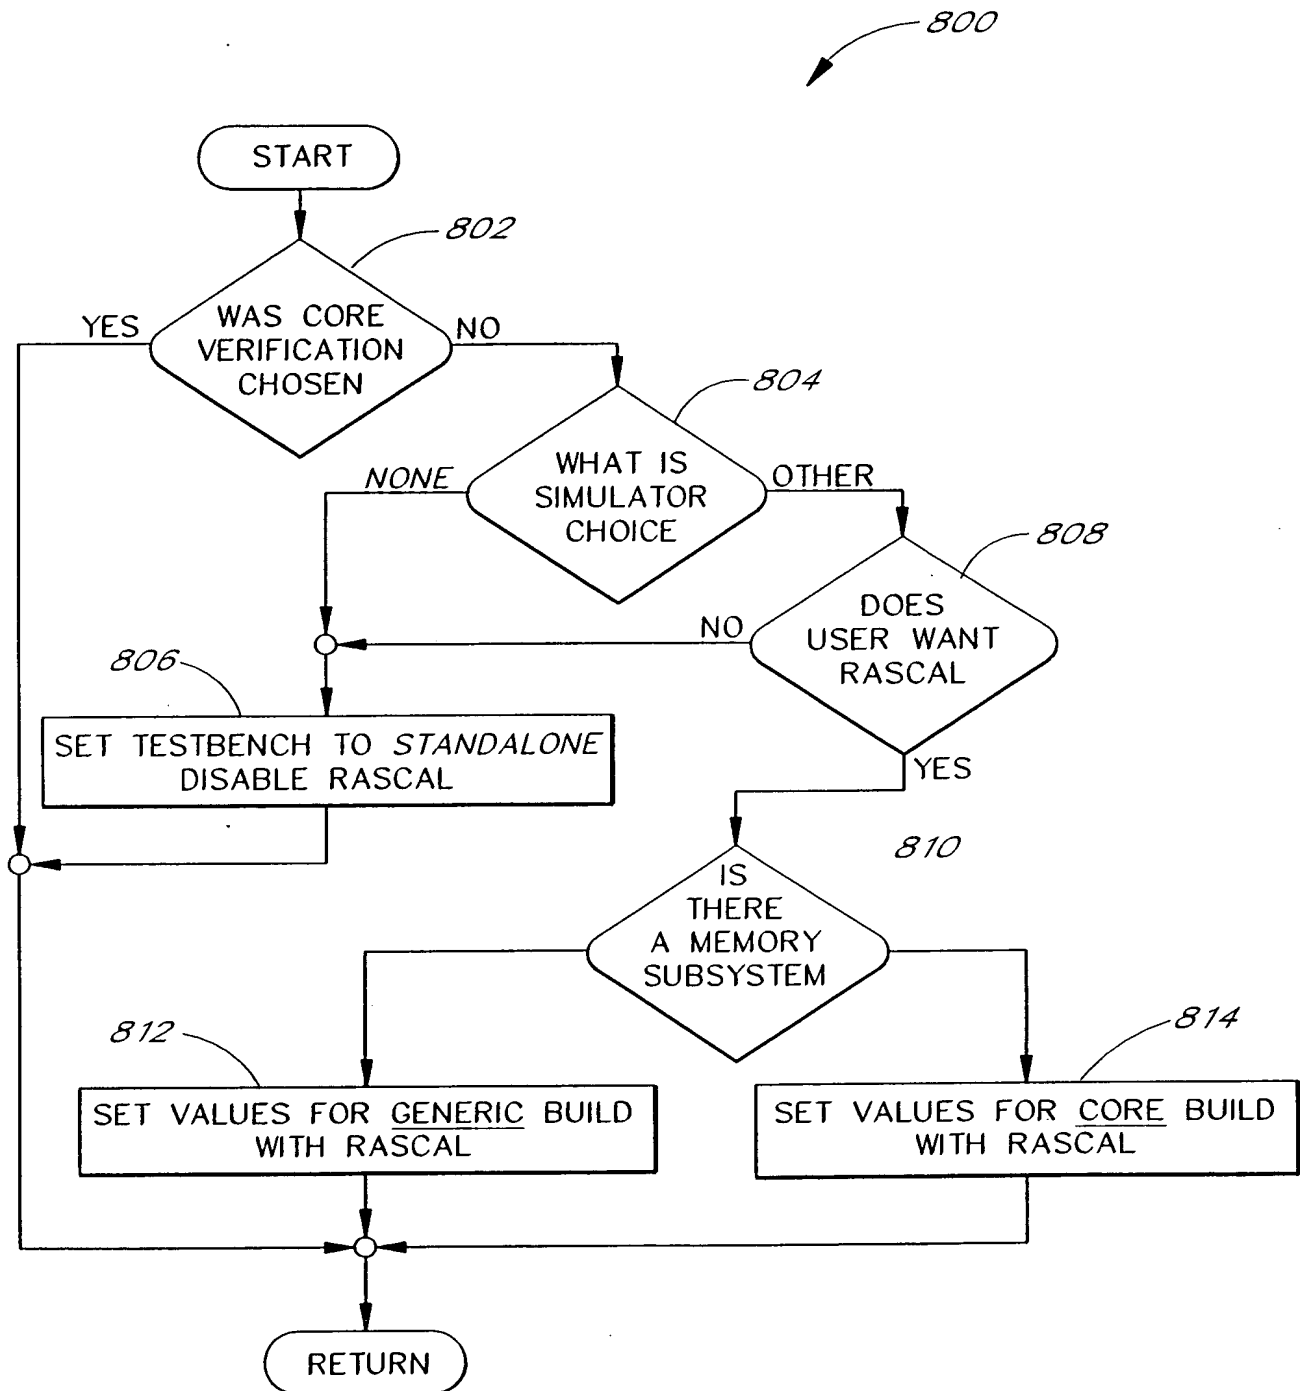 800
START
802
WAS CORE
VERIFICATION
CHOSEN
YES
NO
804
WHAT IS
SIMULATOR
CHOICE
NONE
OTHER
808
DOES
USER WANT
RASCAL
NO
YES
806
SET TESTBENCH TO STANDALONE
DISABLE RASCAL
810
IS
THERE
A MEMORY
SUBSYSTEM
812
SET VALUES FOR GENERIC BUILD
WITH RASCAL
814
SET VALUES FOR CORE BUILD
WITH RASCAL
RETURN